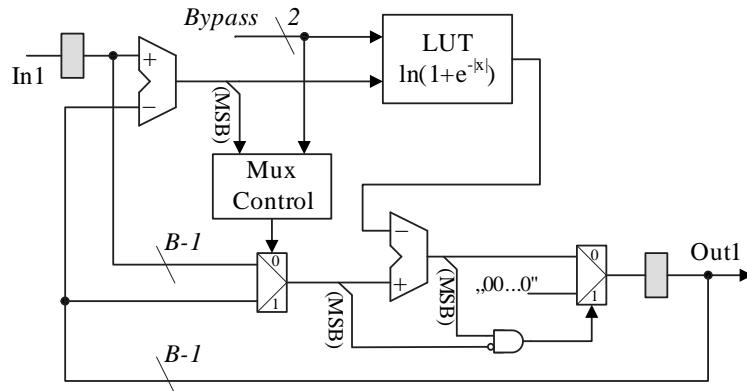 Bypass
2
LUT
ln(1+e^-|x|)
In1
+
−
(MSB)
Mux
Control
B-1
0
1
−
+
(MSB)
(MSB)
„00...0"
0
1
Out1
B-1